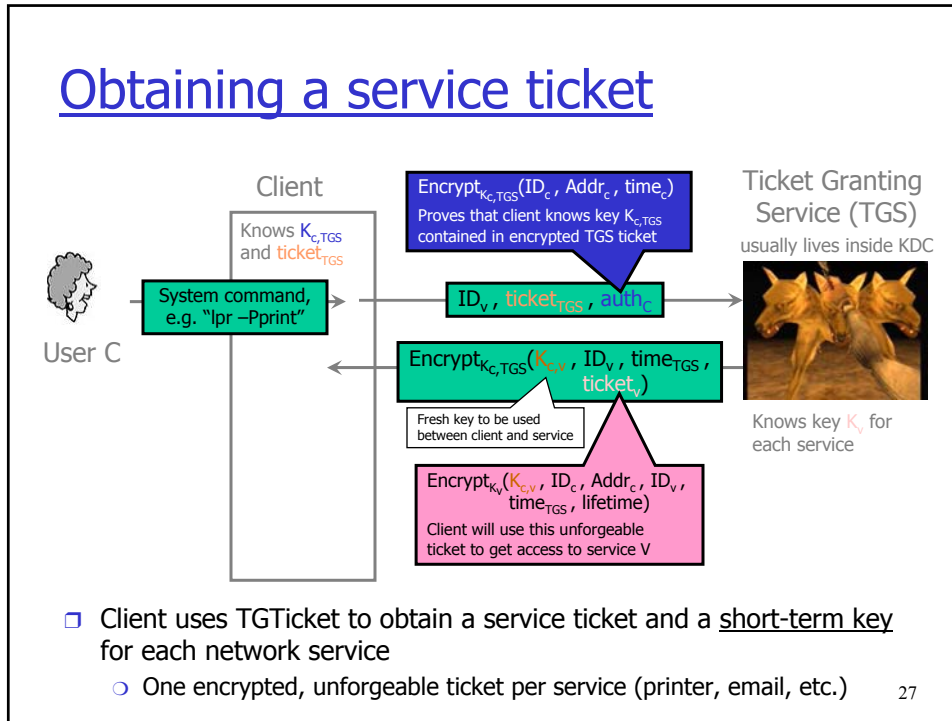 Obtaining a service ticket
Client
Knows K_c,TGS
and ticket_TGS
User C
System command,
e.g. “lpr –Pprint”
Encrypt_K_c,TGS(ID_c , Addr_c , time_c)
Proves that client knows key K_c,TGS
contained in encrypted TGS ticket
ID_v , ticket_TGS , auth_C
Ticket Granting
Service (TGS)
usually lives inside KDC
Encrypt_K_c,TGS(K_c,v , ID_v , time_TGS ,
ticket_v)
Fresh key to be used
between client and service
Knows key K_v for
each service
Encrypt_K_v(K_c,v , ID_c , Addr_c , ID_v ,
time_TGS , lifetime)
Client will use this unforgeable
ticket to get access to service V
Client uses TGTicket to obtain a service ticket and a short-term key
for each network service
One encrypted, unforgeable ticket per service (printer, email, etc.)
27